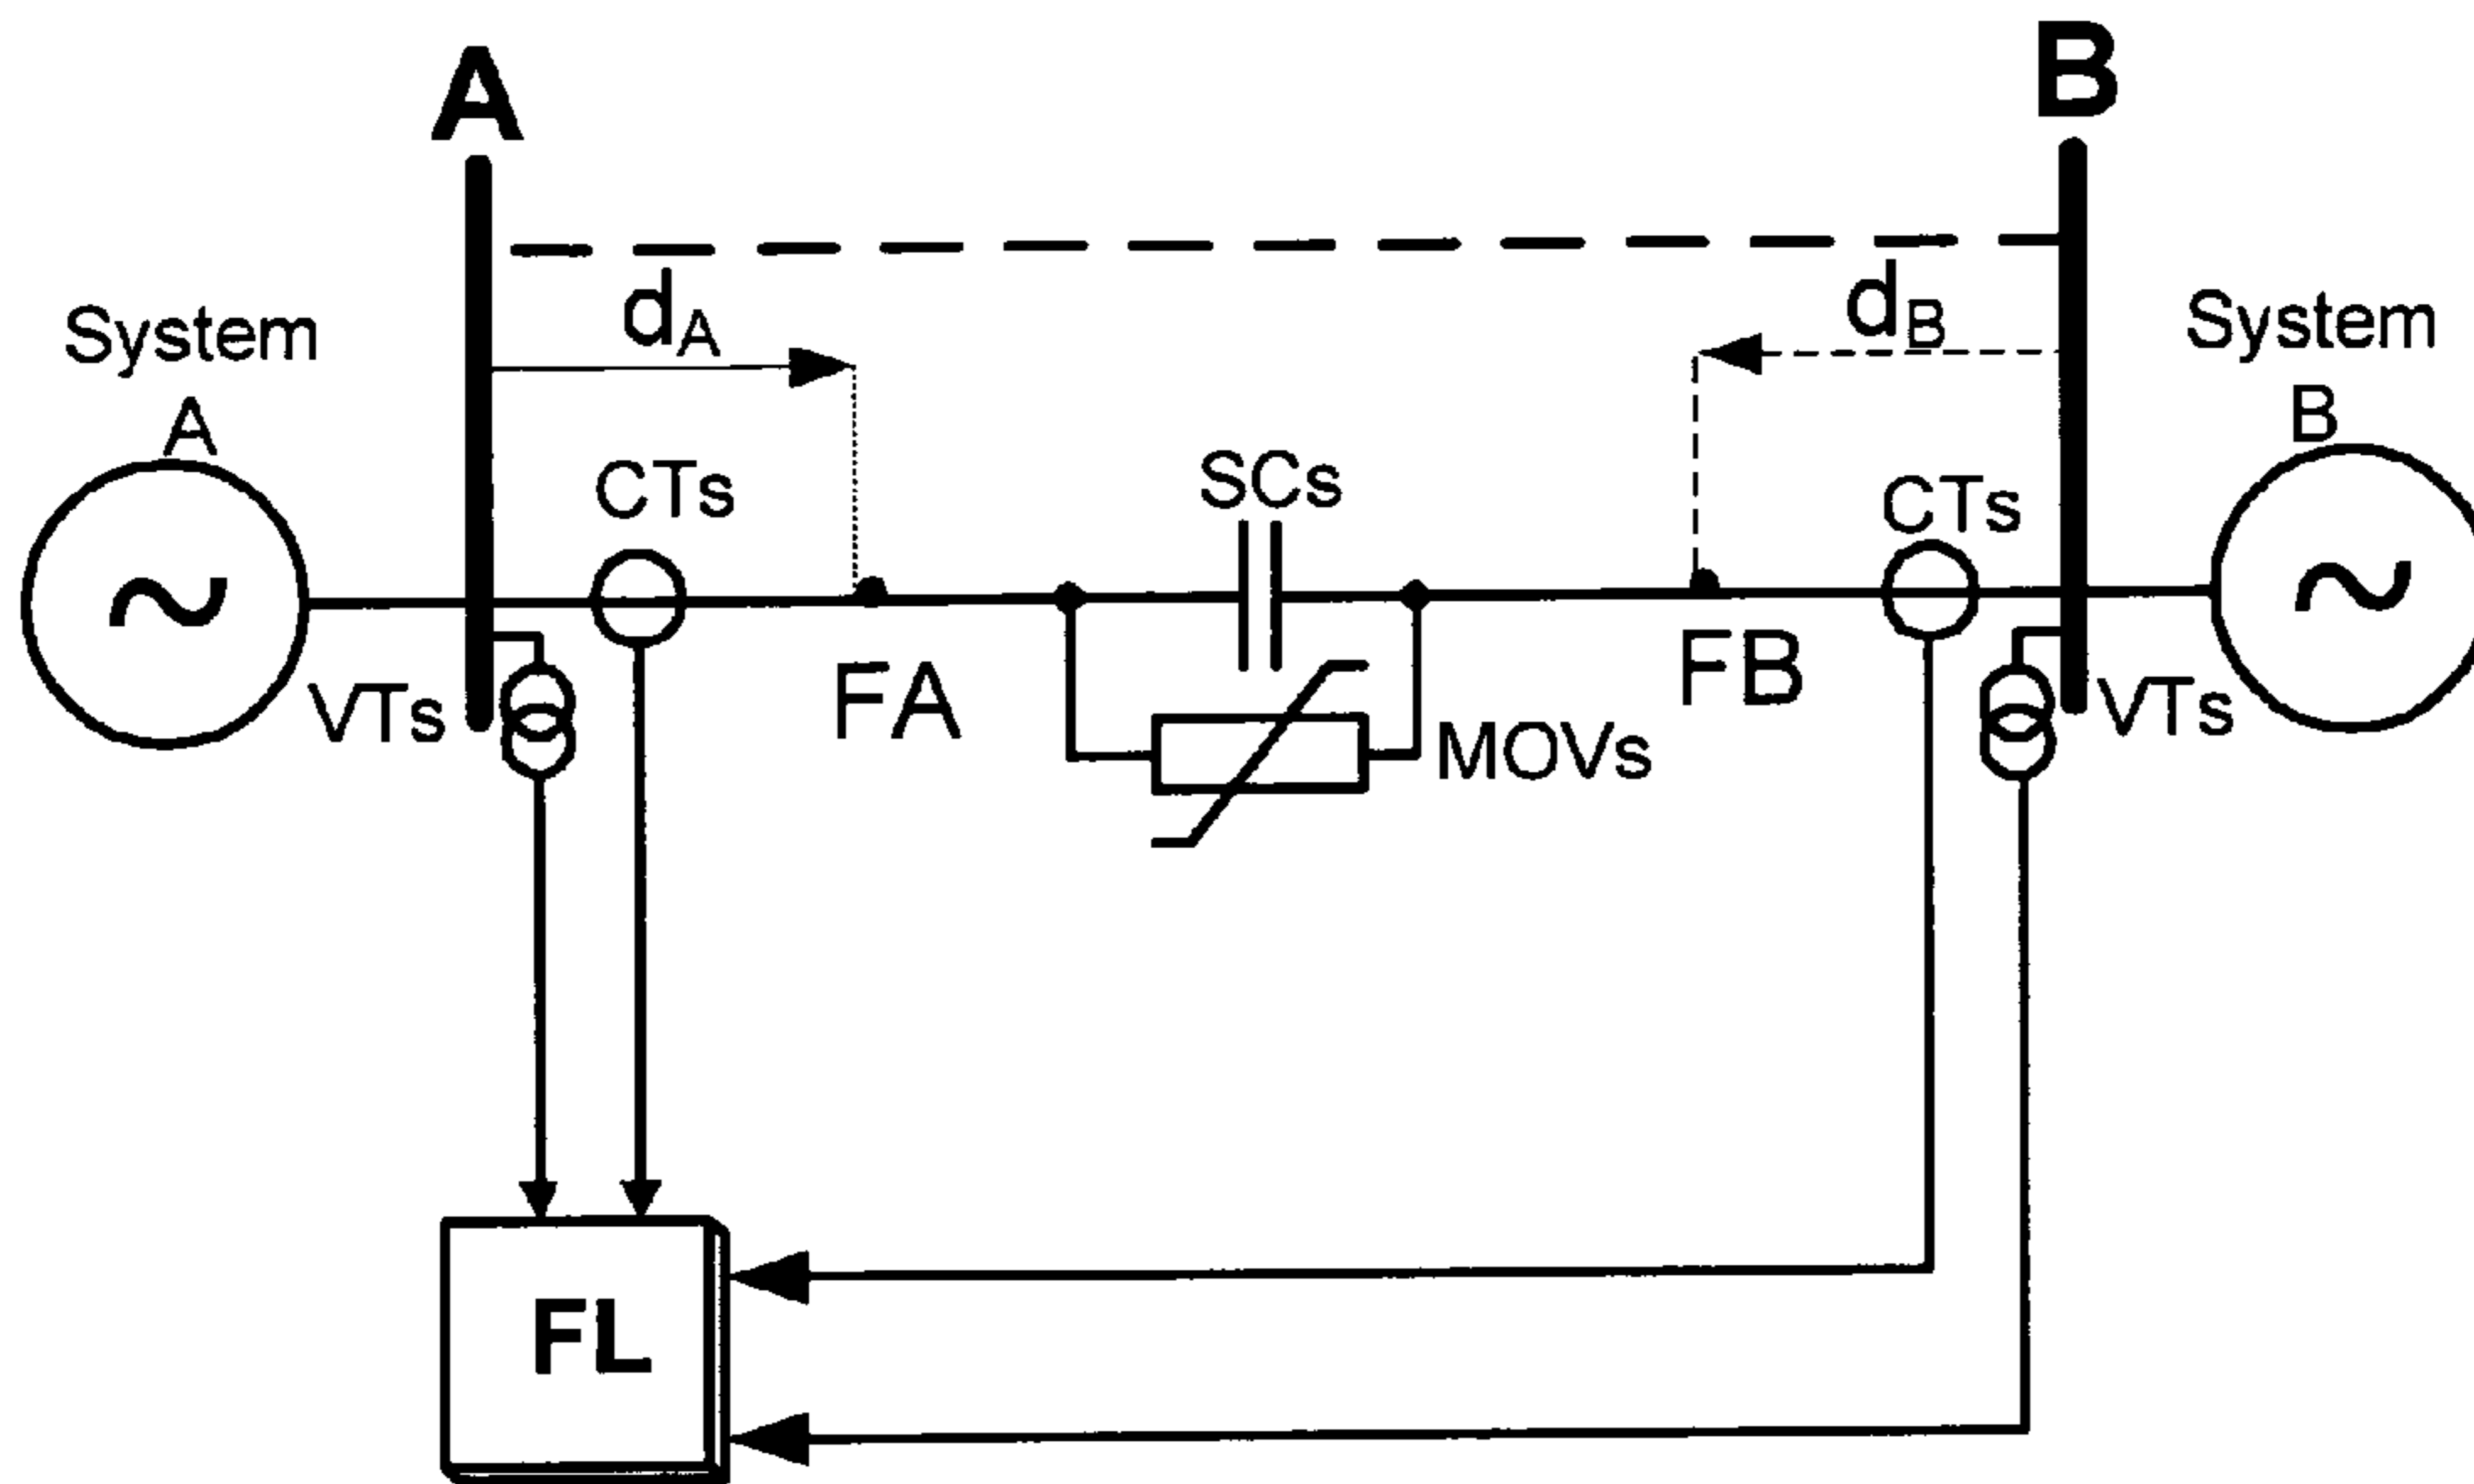 A
B
System
A
d_A
d_B
System
B
CTs
SCs
CTs
~
~
VTs
FA
MOVs
FB
VTs
FL